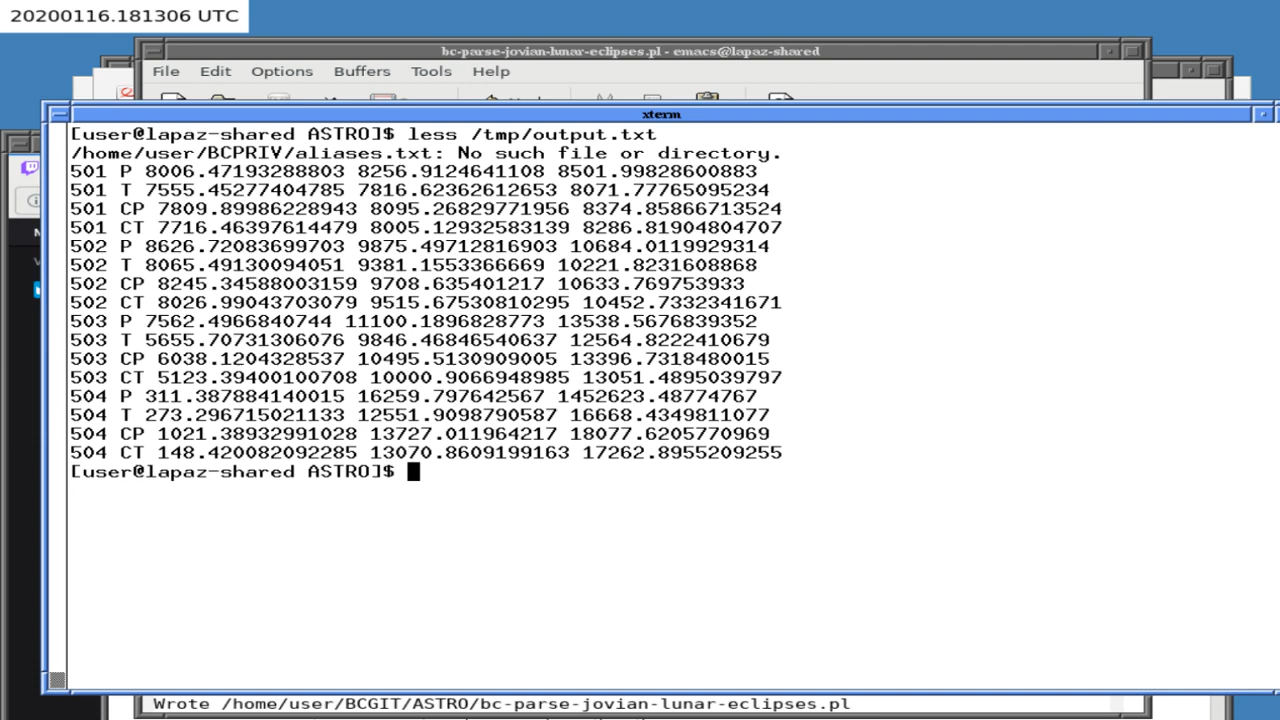 20200116.181306 UTC
bc-parse-jovian-lunar-eclipses.pl - emacs@lapaz-shared
File Edit Options Buffers Tools Help
xterm
[user@lapaz-shared ASTRO]$ less /tmp/output.txt
/home/user/BCPRIV/aliases.txt: No such file or directory.
501 P 8006.47193288803 8256.9124641108 8501.99828600883
501 T 7555.45277404785 7816.62362612653 8071.77765095234
501 CP 7809.89986228943 8095.26829771956 8374.85866713524
501 CT 7716.46397614479 8005.12932583139 8286.81904804707
502 P 8626.72083699703 9875.49712816903 10684.0119929314
502 T 8065.49130094051 9381.1553366669 10221.8231608868
502 CP 8245.34588003159 9708.635401217 10633.769753933
502 CT 8026.99043703079 9515.67530810295 10452.7332341671
503 P 7562.4966840744 11100.1896828773 13538.5676839352
503 T 5655.70731306076 9846.46846540637 12564.8222410679
503 CP 6038.1204328537 10495.5130909005 13396.7318480015
503 CT 5123.39400100708 10000.9066948985 13051.4895039797
504 P 311.387884140015 16259.797642567 1452623.48774767
504 T 273.296715021133 12551.9098790587 16668.4349811077
504 CP 1021.38932991028 13727.011964217 18077.6205770969
504 CT 148.420082092285 13070.8609199163 17262.8955209255
[user@lapaz-shared ASTRO]$
Wrote /home/user/BCGIT/ASTRO/bc-parse-jovian-lunar-eclipses.pl